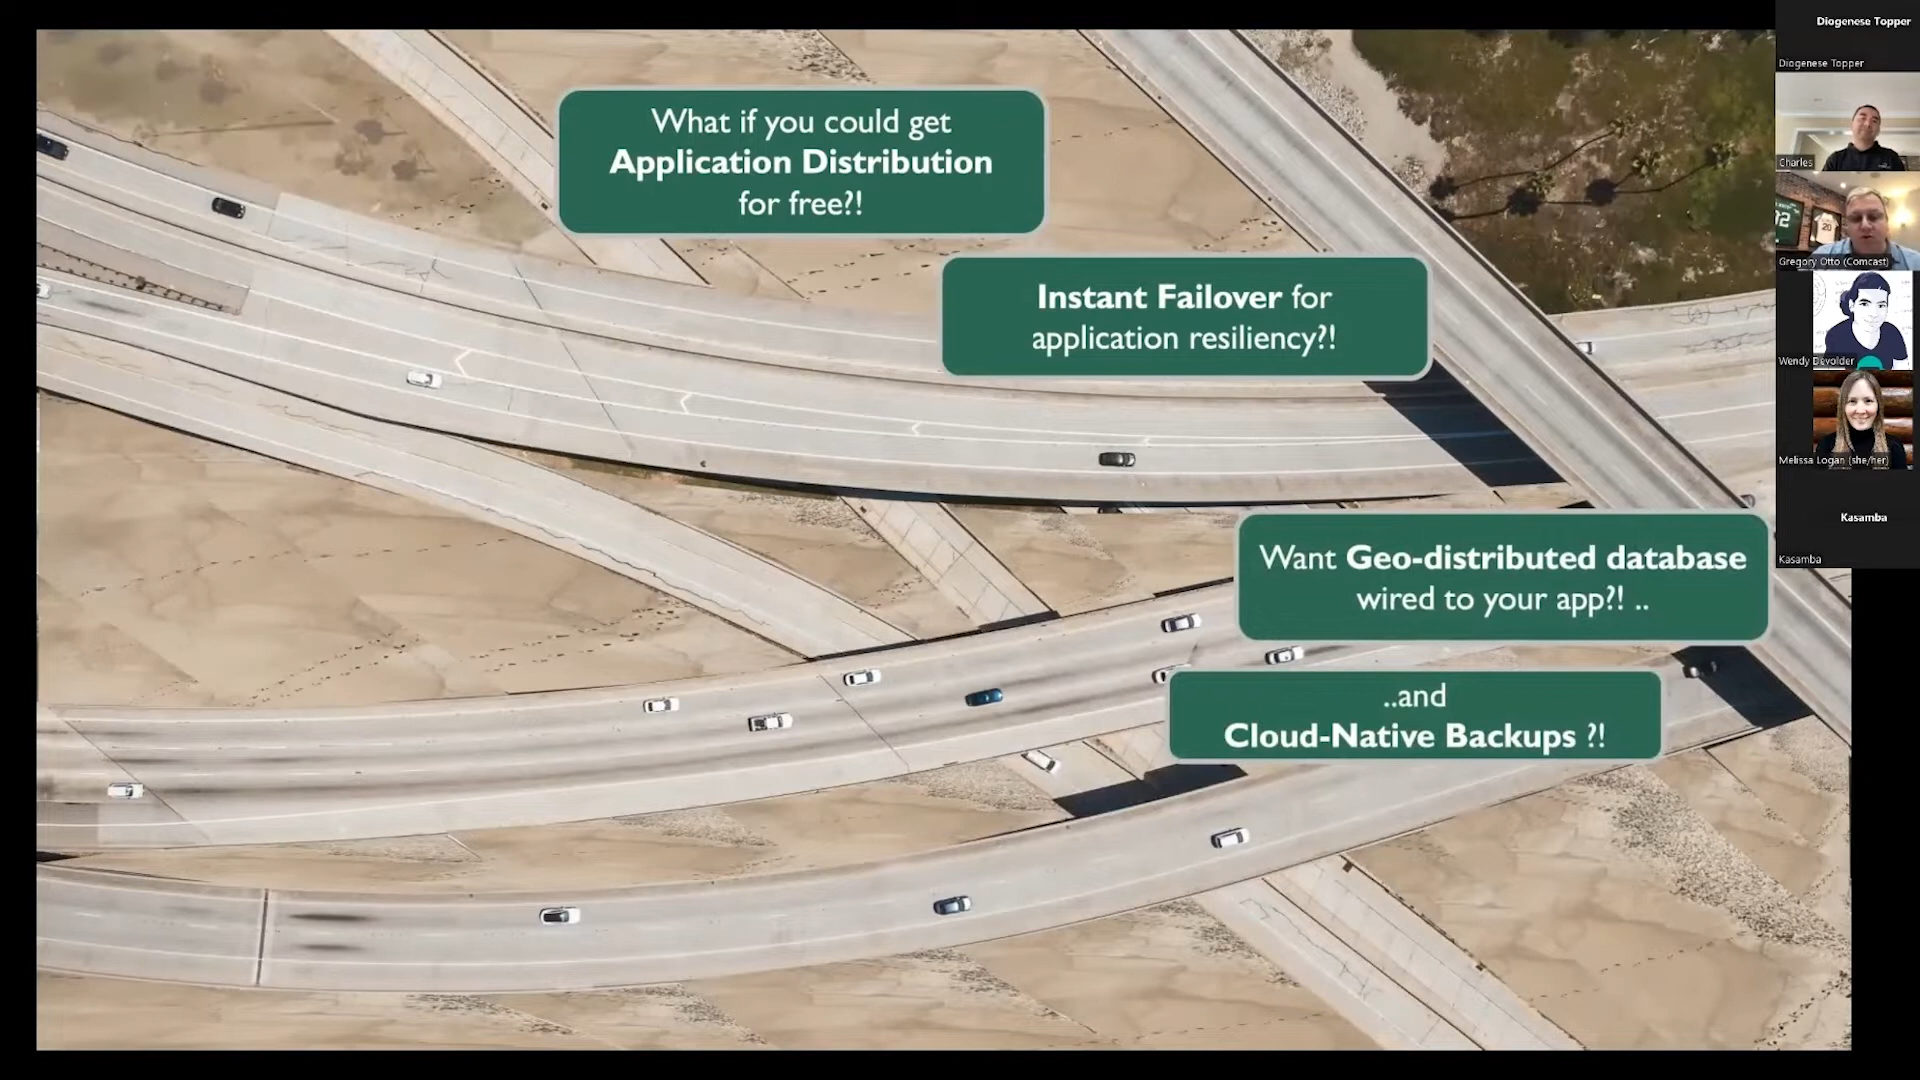 What if you could get
Application Distribution
for free?!
Instant Failover for
application resiliency?!
Want Geo-distributed database
wired to your app?! ..
..and
Cloud-Native Backups ?!
Diogenese Topper
Diogenese Topper
Charles
20
Gregory Otto (Comcast)
Wendy Devolder
Melissa Logan (she/her)
Kasamba
Kasamba